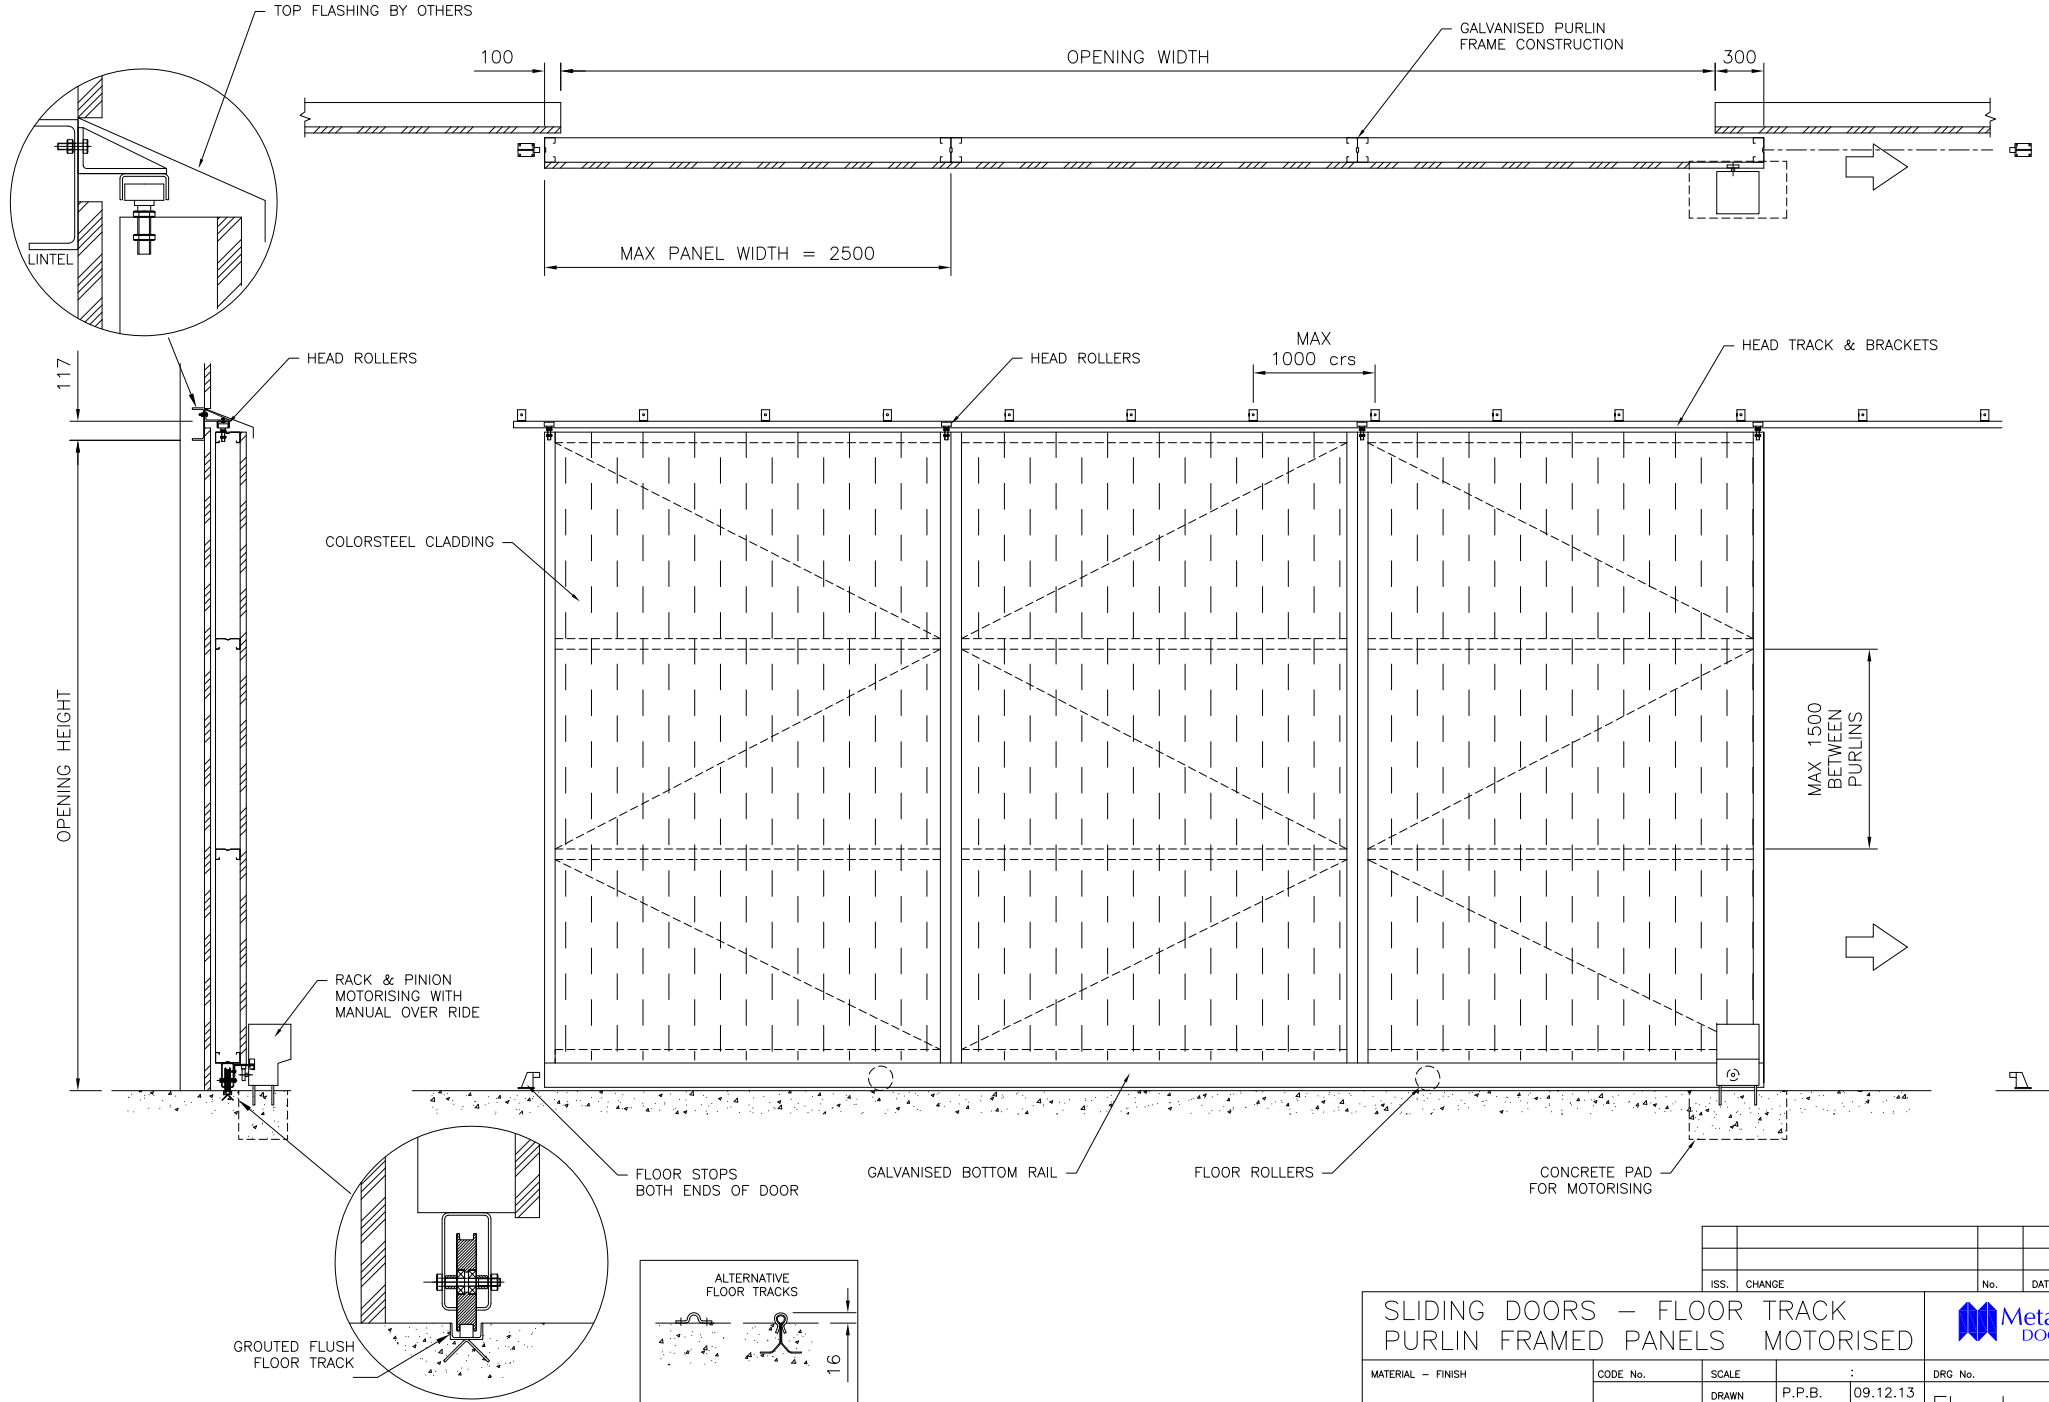 TOP FLASHING BY OTHERS
GALVANISED PURLIN
FRAME CONSTRUCTION
100
OPENING WIDTH
300
LINTEL
MAX PANEL WIDTH = 2500
117
HEAD ROLLERS
HEAD ROLLERS
MAX
1000 crs
HEAD TRACK & BRACKETS
COLORSTEEL CLADDING
OPENING HEIGHT
MAX 1500
BETWEEN
PURLINS
RACK & PINION
MOTORISING WITH
MANUAL OVER RIDE
FLOOR STOPS
BOTH ENDS OF DOOR
GALVANISED BOTTOM RAIL
FLOOR ROLLERS
CONCRETE PAD
FOR MOTORISING
GROUTED FLUSH
FLOOR TRACK
ALTERNATIVE
FLOOR TRACKS
16
ISS. CHANGE No. DAT
SLIDING DOORS – FLOOR TRACK
PURLIN FRAMED PANELS MOTORISED
Meta
DOO
MATERIAL – FINISH
CODE No.
SCALE :
DRG No.
DRAWN P.P.B. 09.12.13